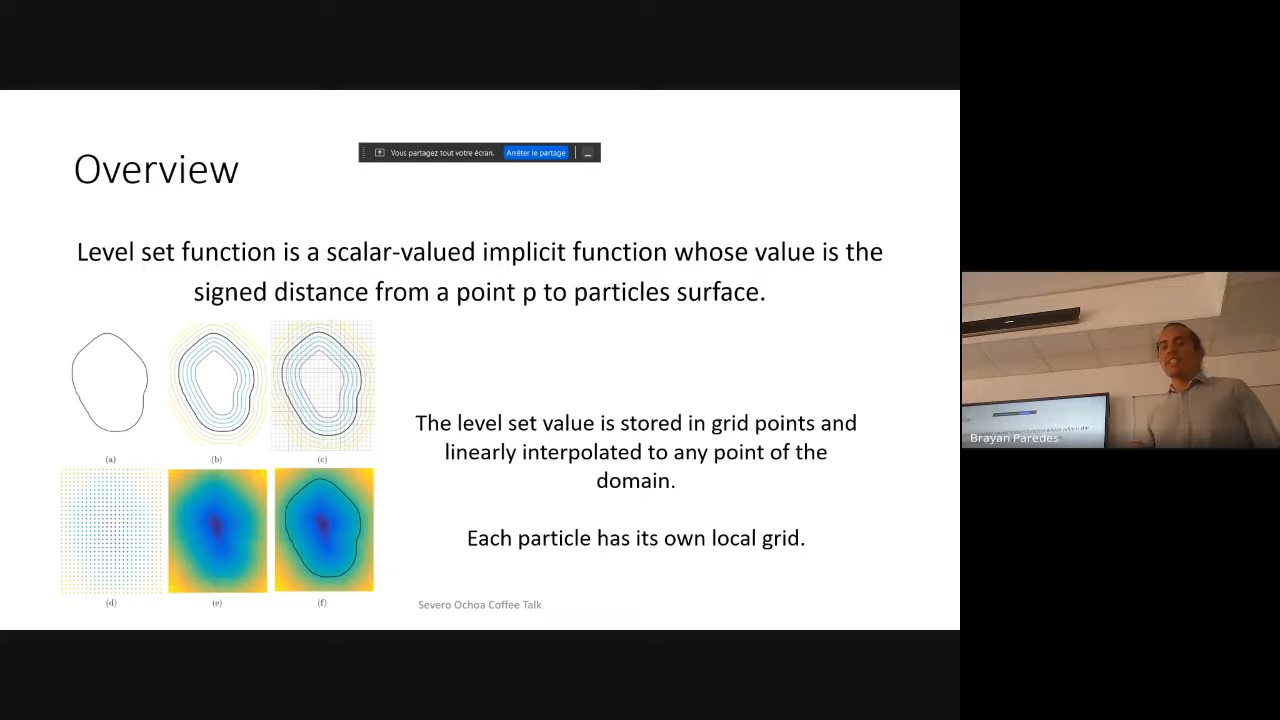 Vous partagez tout votre écran.
Arrêter le partage
Overview
Level set function is a scalar-valued implicit function whose value is the
signed distance from a point p to particles surface.
(a)
(b)
(c)
The level set value is stored in grid points and
linearly interpolated to any point of the
domain.
Each particle has its own local grid.
(d)
(e)
(f)
Severo Ochoa Coffee Talk
Brayan Paredes